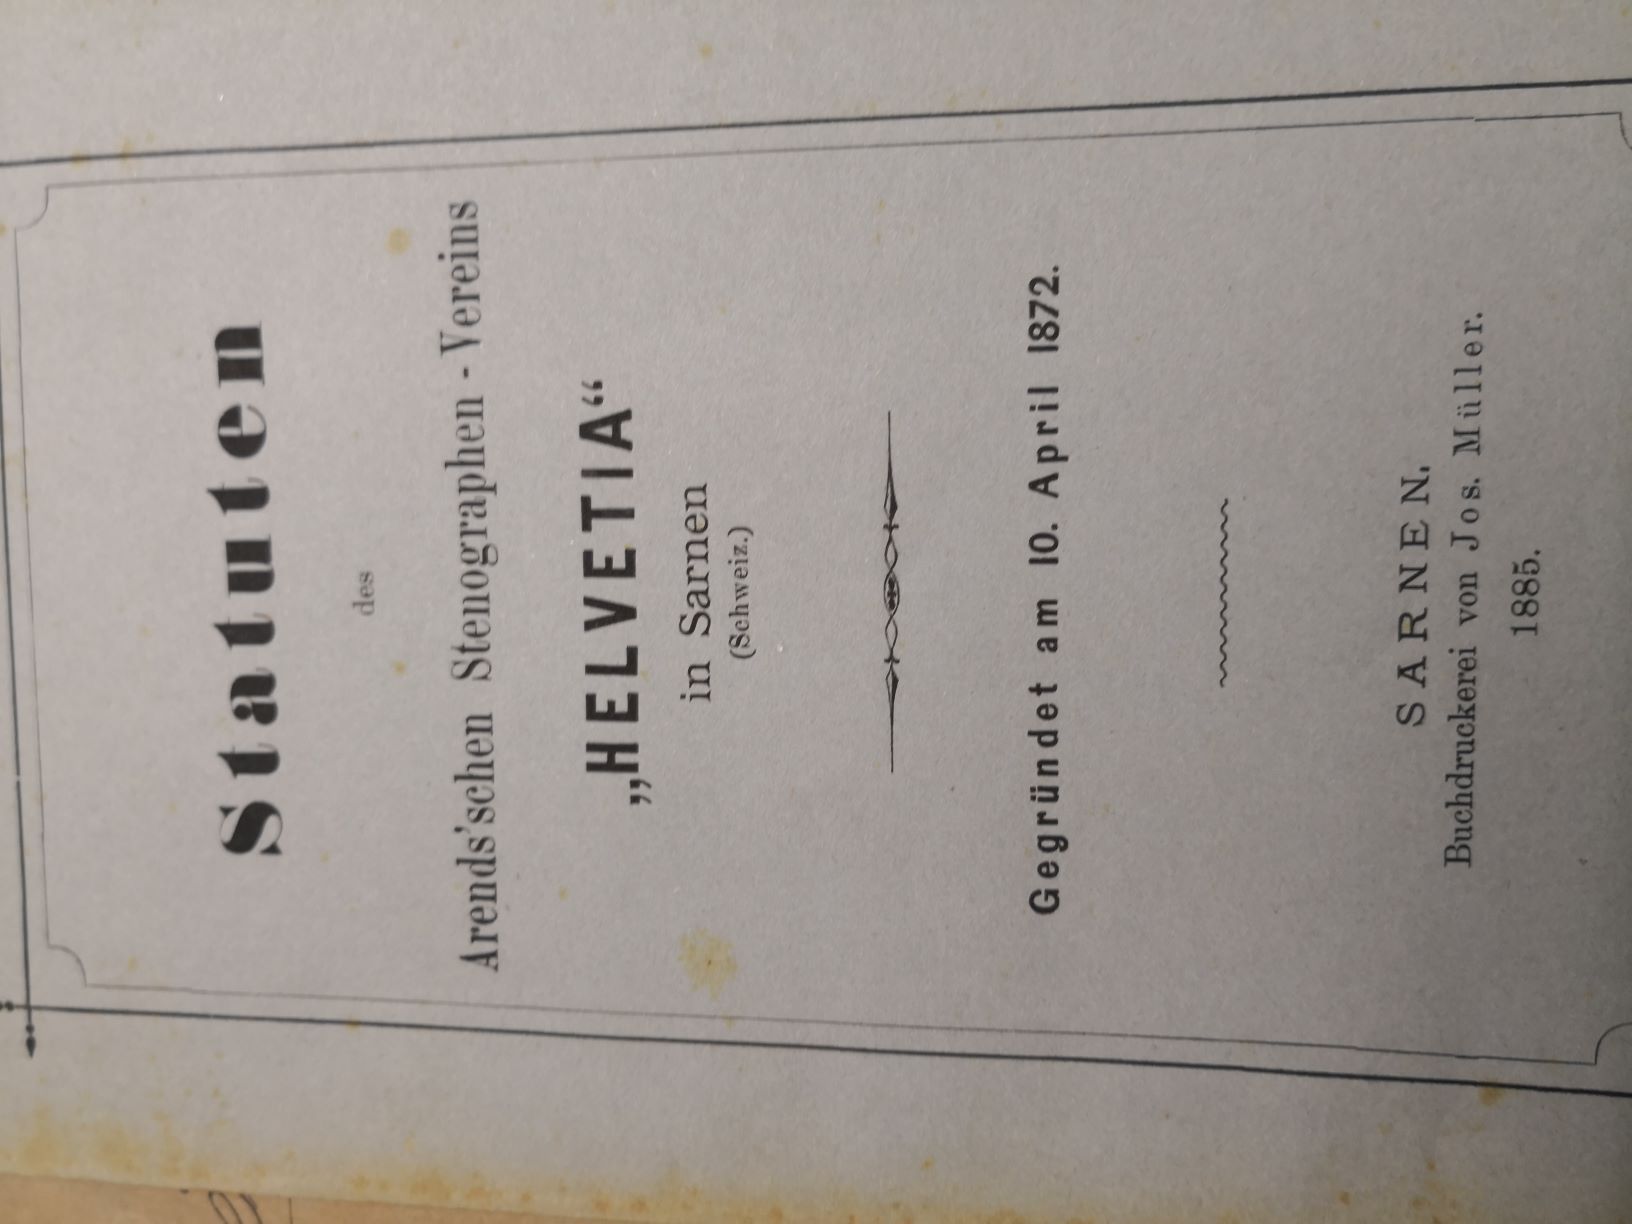 Statuten
des
Arends'schen Stenographen - Vereins
„HELVETIA“
in Sarnen
(Schweiz.)
Gegründet am 10. April 1872.
SARNEN.
Buchdruckerei von Jos. Müller.
1885.